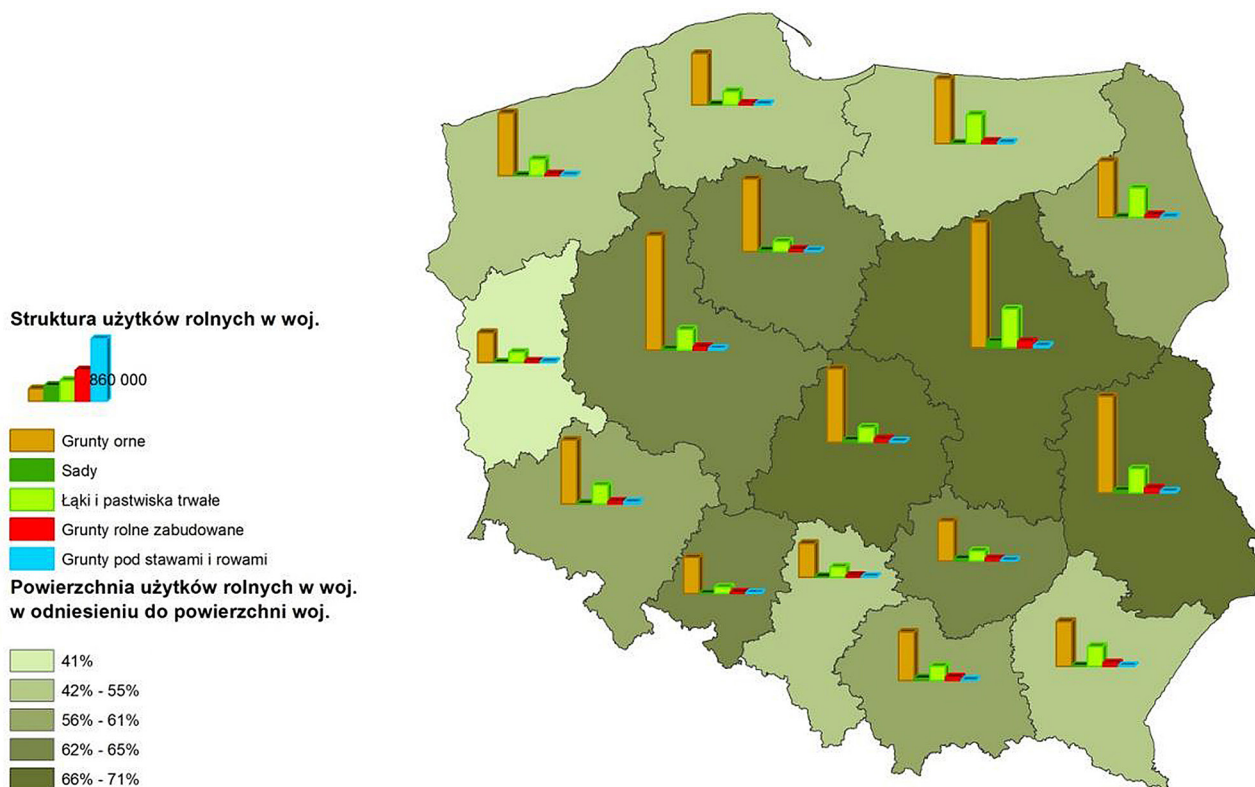 Struktura użytków rolnych w woj.
860 000
Grunty orne
Sady
Łąki i pastwiska trwałe
Grunty rolne zabudowane
Grunty pod stawami i rowami
Powierzchnia użytków rolnych w woj.
w odniesieniu do powierzchni woj.
41%
42% - 55%
56% - 61%
62% - 65%
66% - 71%